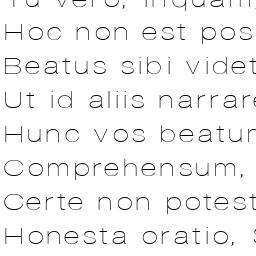 Tu vero, inquam,
Hoc non est pos
Beatus sibi videt
Ut id aliis narrare
Hunc vos beatum
Comprehensum,
Certe non potest
Honesta oratio,